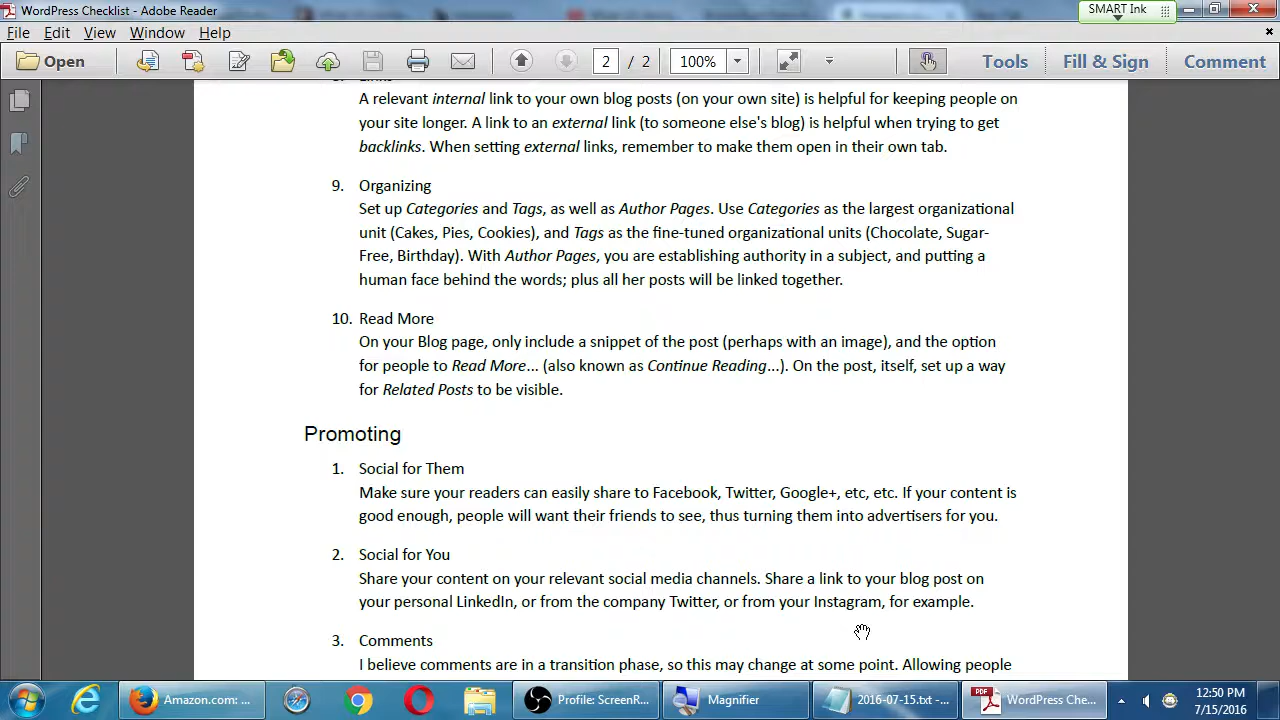 WordPress Checklist - Adobe Reader
SMART Ink
File Edit View Window Help
Open 2 / 2 100% Tools Fill & Sign Comment
A relevant internal link to your own blog posts (on your own site) is helpful for keeping people on
your site longer. A link to an external link (to someone else's blog) is helpful when trying to get
backlinks. When setting external links, remember to make them open in their own tab.
9. Organizing
Set up Categories and Tags, as well as Author Pages. Use Categories as the largest organizational
unit (Cakes, Pies, Cookies), and Tags as the fine-tuned organizational units (Chocolate, Sugar-
Free, Birthday). With Author Pages, you are establishing authority in a subject, and putting a
human face behind the words; plus all her posts will be linked together.
10. Read More
On your Blog page, only include a snippet of the post (perhaps with an image), and the option
for people to Read More... (also known as Continue Reading...). On the post, itself, set up a way
for Related Posts to be visible.
Promoting
1. Social for Them
Make sure your readers can easily share to Facebook, Twitter, Google+, etc, etc. If your content is
good enough, people will want their friends to see, thus turning them into advertisers for you.
2. Social for You
Share your content on your relevant social media channels. Share a link to your blog post on
your personal LinkedIn, or from the company Twitter, or from your Instagram, for example.
3. Comments
I believe comments are in a transition phase, so this may change at some point. Allowing people
Amazon.com: ... Profile: ScreenR... Magnifier 2016-07-15.txt -... PDF WordPress Che... 12:50 PM
7/15/2016